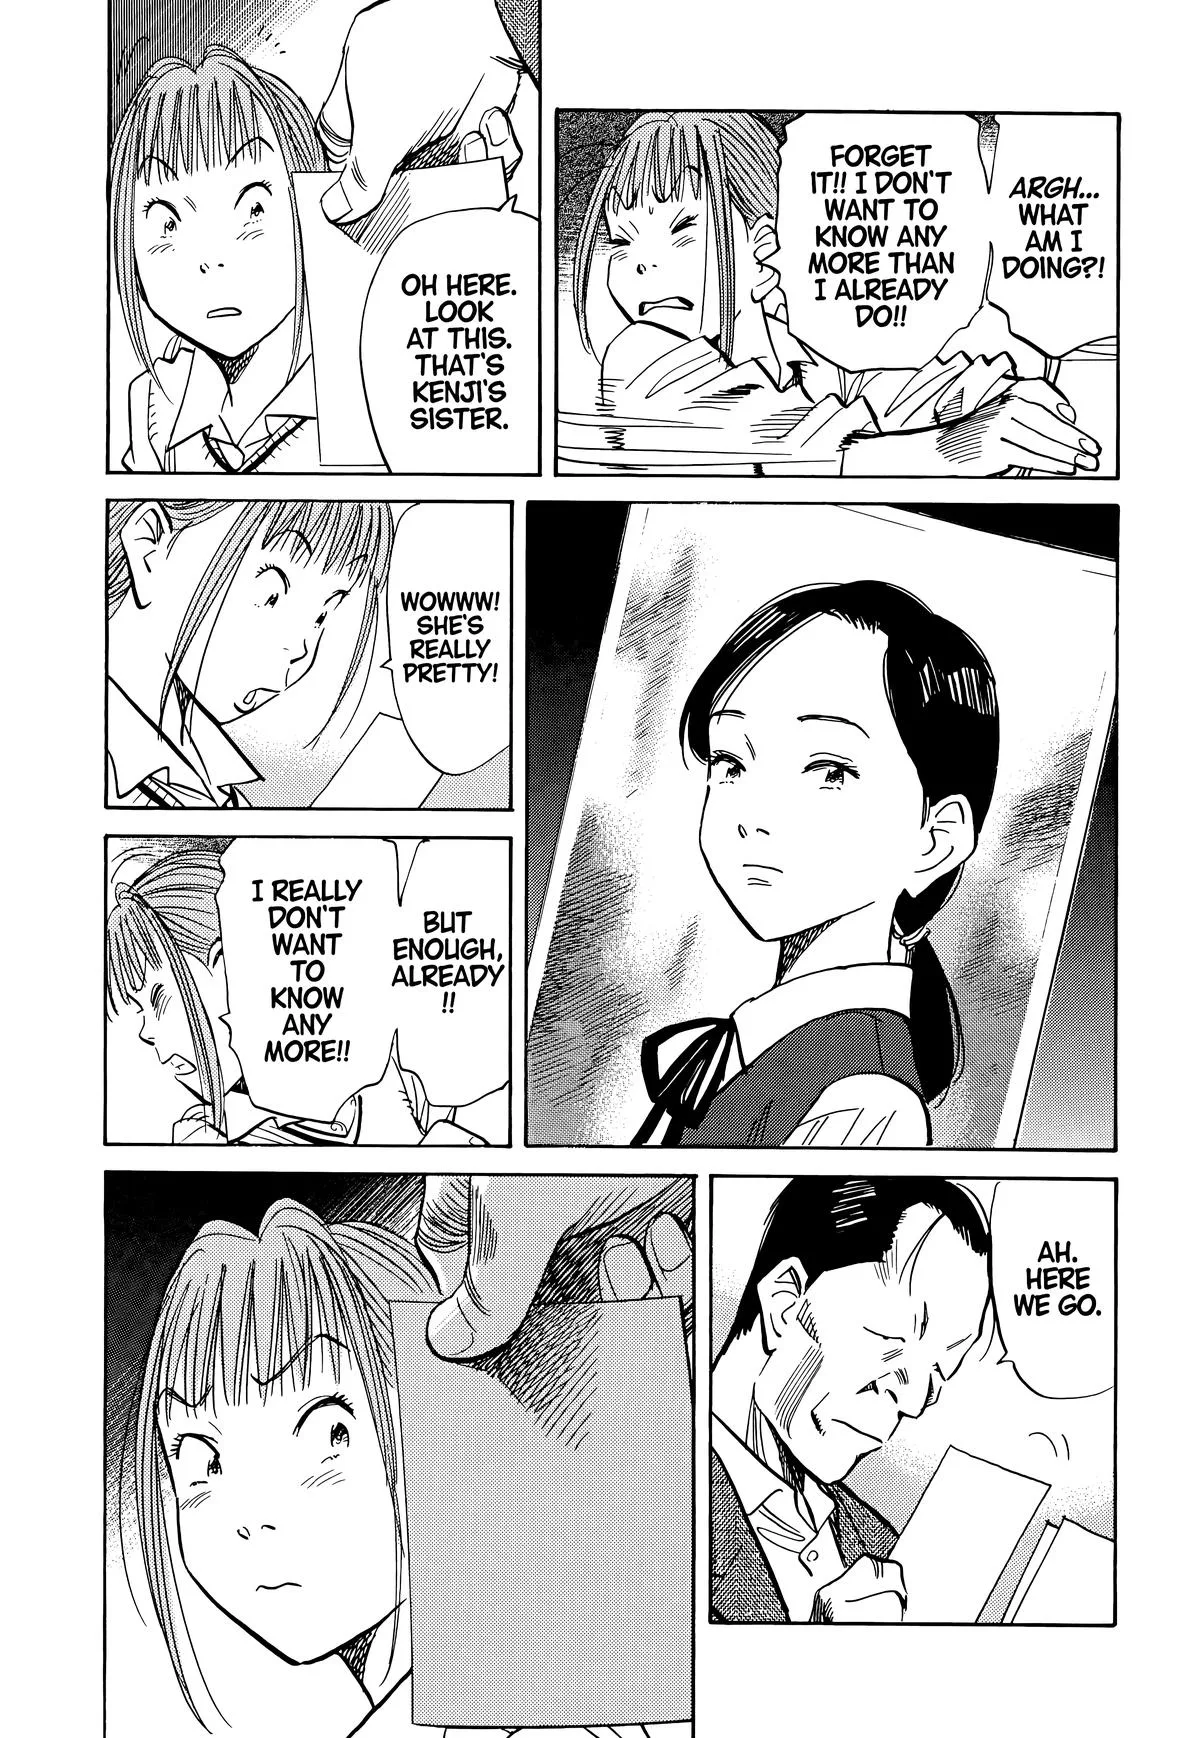 ARGH...
WHAT
AM I
DOING?!
FORGET
IT!! I DON'T
WANT TO
KNOW ANY
MORE THAN
I ALREADY
DO!!
OH HERE.
LOOK
AT THIS.
THAT'S
KENJI'S
SISTER.
WOWWW!
SHE'S
REALLY
PRETTY!
BUT
ENOUGH,
ALREADY
!!
I REALLY
DON'T
WANT
TO
KNOW
ANY
MORE!!
AH.
HERE
WE GO.